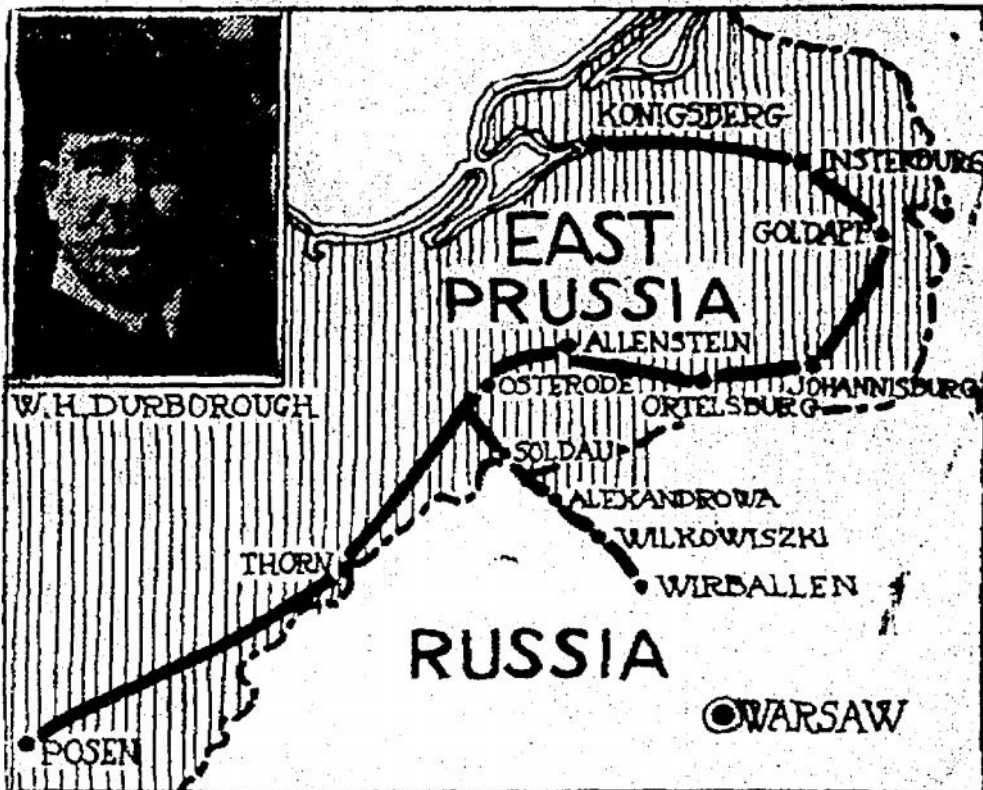 KONIGSBERG
INSTERBURG
GOLDAPP
EAST
PRUSSIA
ALLENSTEIN
OSTERODE
JOHANNISBURG
ORTELSBURG
W.H.DURBOROUGH
SOLDAU
ALEXANDROWA
WILKOWISZKI
THORN
WIRBALLEN
RUSSIA
WARSAW
POSEN